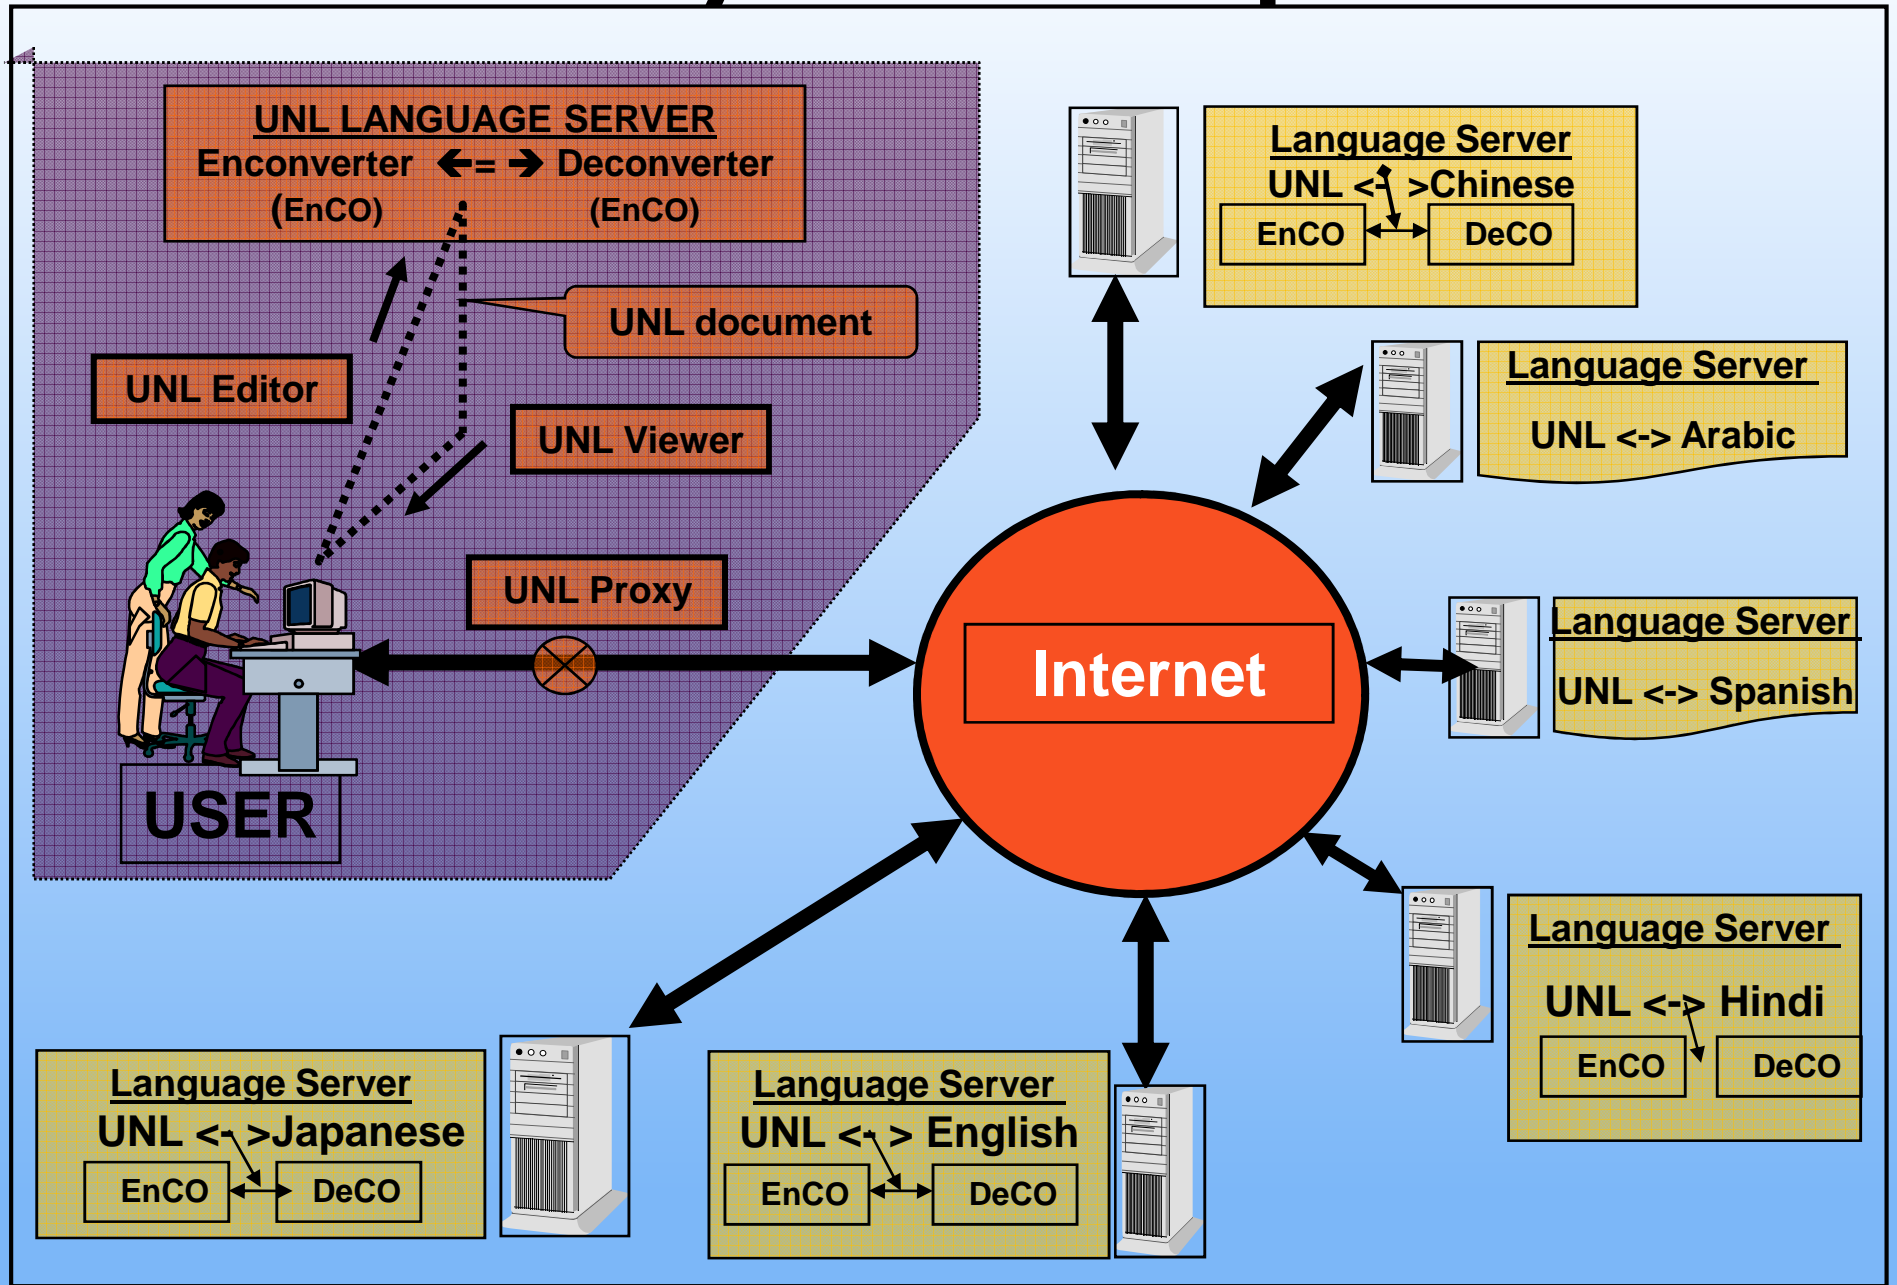 UNL LANGUAGE SERVER
Enconverter 🡨= 🡪 Deconverter
(EnCO) (EnCO)
UNL document
UNL Editor
UNL Viewer
UNL Proxy
USER
Internet
Language Server
UNL <- >Chinese
EnCO DeCO
Language Server
UNL <-> Arabic
Language Server
UNL <-> Spanish
Language Server
UNL <-> Hindi
EnCO DeCO
Language Server
UNL <- >Japanese
EnCO DeCO
Language Server
UNL <- > English
EnCO DeCO